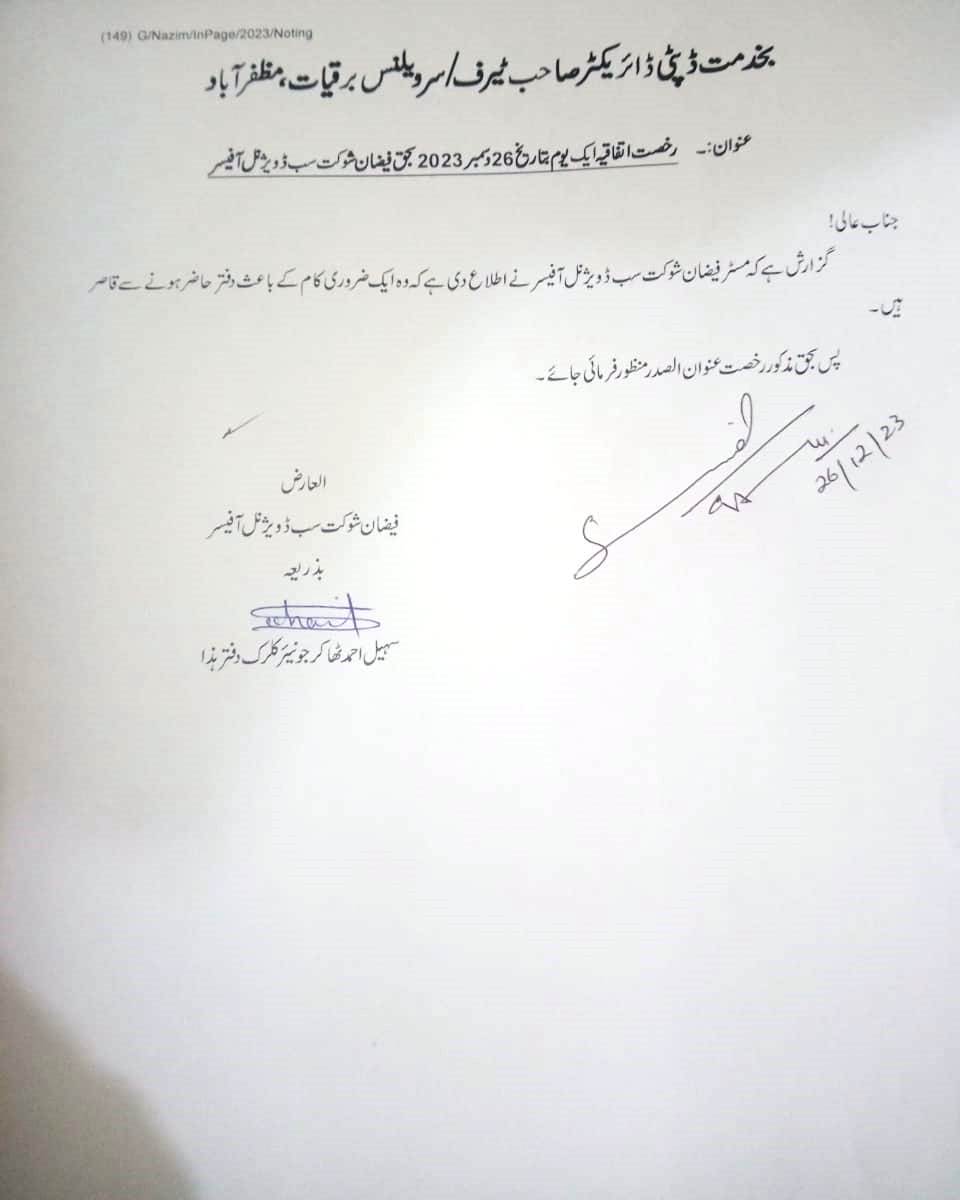 (149) G/Nazim/InPage/2023/Noting
بخدمت ڈپٹی ڈائریکٹر صاحب ٹیرف/سرویلنس برقیات، مظفرآباد
عنوان:۔ رخصت اتفاقیہ ایک یوم بتاریخ 26 دسمبر 2023 بحق فیضان شوکت سب ڈویژنل آفیسر
جناب عالی!
گزارش ہے کہ مسٹر فیضان شوکت سب ڈویژنل آفیسر نے اطلاع دی ہے کہ وہ ایک ضروری کام کے باعث دفتر حاضر ہونے سے قاصر
ہیں۔
پس بحق مذکور رخصت عنوان الصدر منظور فرمائی جائے۔
26/12/23
العارض
فیضان شوکت سب ڈویژنل آفیسر
بذریعہ
سہیل احمد ٹھاکر جونیئر کلرک دفتر ہذا